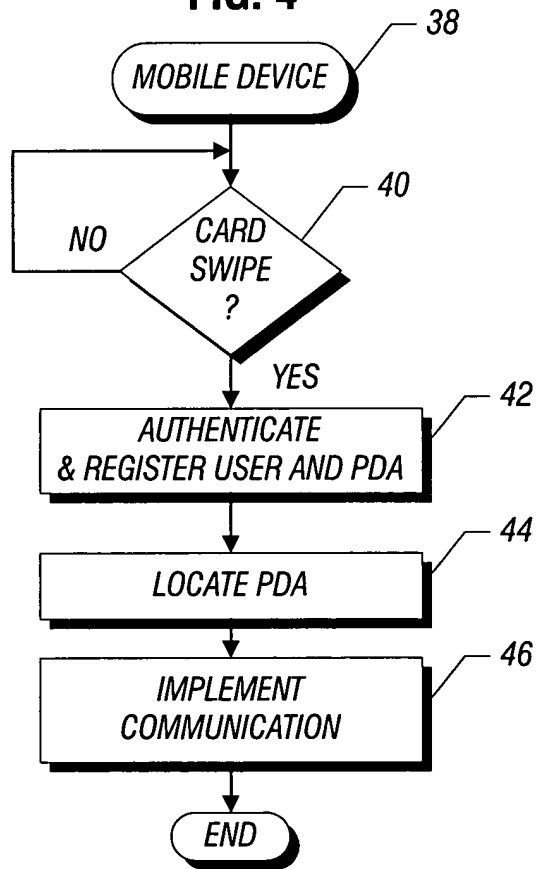 FIG. 4
38
MOBILE DEVICE
40
CARD
SWIPE
?
NO
YES
42
AUTHENTICATE
& REGISTER USER AND PDA
44
LOCATE PDA
46
IMPLEMENT
COMMUNICATION
END